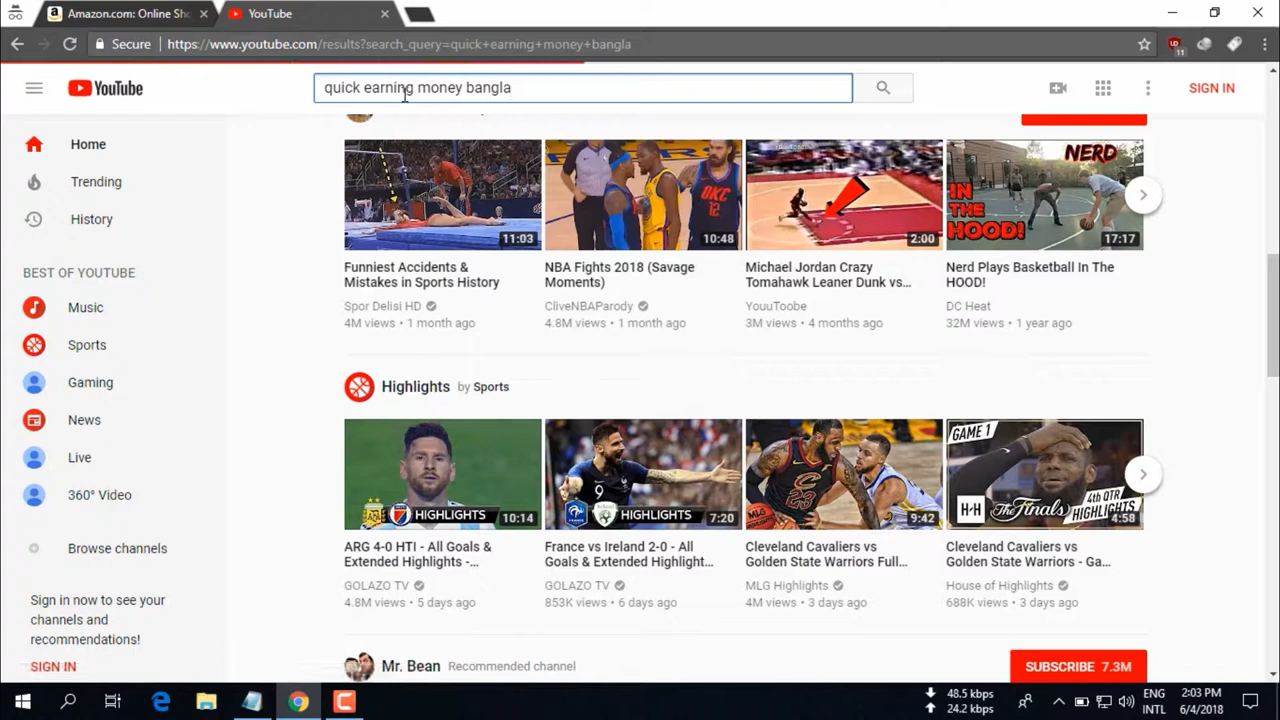 Amazon.com: Online Sho
YouTube
Secure
https://www.youtube.com/results?search_query=quick+earning+money+bangla
11
YouTube
quick earning money bangla
SIGN IN
Home
Trending
History
BEST OF YOUTUBE
Music
Sports
Gaming
News
Live
360° Video
Browse channels
Sign in now to see your
channels and
recommendations!
SIGN IN
11:03
OKC
12
10:48
YouuToobe
2:00
NERD
IN
THE
HOOD!
17:17
Funniest Accidents &
Mistakes in Sports History
Spor Delisi HD
4M views • 1 month ago
NBA Fights 2018 (Savage
Moments)
CliveNBAParody
4.8M views • 1 month ago
Michael Jordan Crazy
Tomahawk Leaner Dunk vs...
YouuToobe
3M views • 4 months ago
Nerd Plays Basketball In The
HOOD!
DC Heat
32M views • 1 year ago
Highlights by Sports
HIGHLIGHTS
10:14
9
HIGHLIGHTS
7:20
23
9:42
GAME 1
H·H
The Finals
4th QTR
HIGHLIGHTS
4:58
ARG 4-0 HTI - All Goals &
Extended Highlights -...
GOLAZO TV
4.8M views • 5 days ago
France vs Ireland 2-0 - All
Goals & Extended Highlight...
GOLAZO TV
853K views • 6 days ago
Cleveland Cavaliers vs
Golden State Warriors Full...
MLG Highlights
4M views • 3 days ago
Cleveland Cavaliers vs
Golden State Warriors - Ga...
House of Highlights
688K views • 3 days ago
Mr. Bean Recommended channel
SUBSCRIBE 7.3M
48.5 kbps
24.2 kbps
ENG
INTL
2:03 PM
6/4/2018